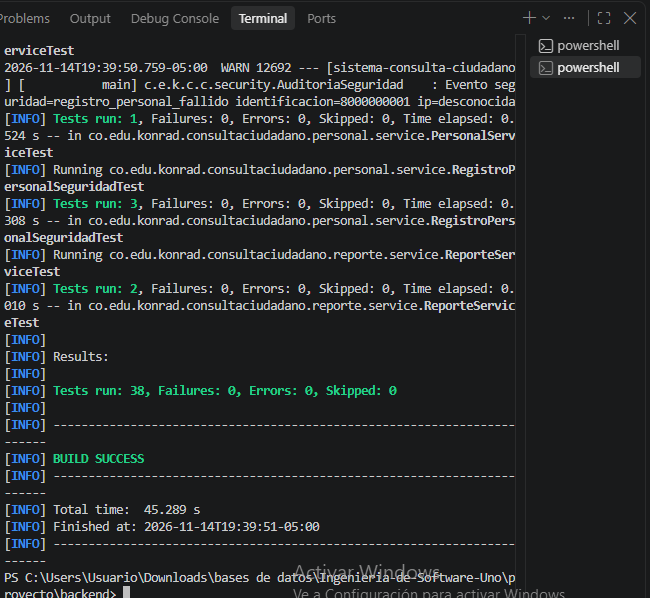 Problems Output Debug Console Terminal Ports
powershell
powershell
erviceTest
2026-11-14T19:39:50.759-05:00  WARN 12692 --- [sistema-consulta-ciudadano
] [           main] c.e.k.c.c.security.AuditoriaSeguridad    : Evento seg
uridad=registro_personal_fallido identificacion=8000000001 ip=desconocida
[INFO] Tests run: 1, Failures: 0, Errors: 0, Skipped: 0, Time elapsed: 0.
524 s -- in co.edu.konrad.consultaciudadano.personal.service.PersonalServ
iceTest
[INFO] Running co.edu.konrad.consultaciudadano.personal.service.RegistroP
ersonalSeguridadTest
[INFO] Tests run: 3, Failures: 0, Errors: 0, Skipped: 0, Time elapsed: 0.
308 s -- in co.edu.konrad.consultaciudadano.personal.service.RegistroPers
onalSeguridadTest
[INFO] Running co.edu.konrad.consultaciudadano.reporte.service.ReporteSer
viceTest
[INFO] Tests run: 2, Failures: 0, Errors: 0, Skipped: 0, Time elapsed: 0.
010 s -- in co.edu.konrad.consultaciudadano.reporte.service.ReporteServic
eTest
[INFO]
[INFO] Results:
[INFO]
[INFO] Tests run: 38, Failures: 0, Errors: 0, Skipped: 0
[INFO]
[INFO] ------------------------------------------------------------------
------
[INFO] BUILD SUCCESS
[INFO] ------------------------------------------------------------------
------
[INFO] Total time:  45.289 s
[INFO] Finished at: 2026-11-14T19:39:51-05:00
[INFO] ------------------------------------------------------------------
------
PS C:\Users\Usuario\Downloads\bases de datos\Ingenieria-de-Software-Uno\p
royecto\backend>
Activar Windows
Ve a Configuración para activar Windows.